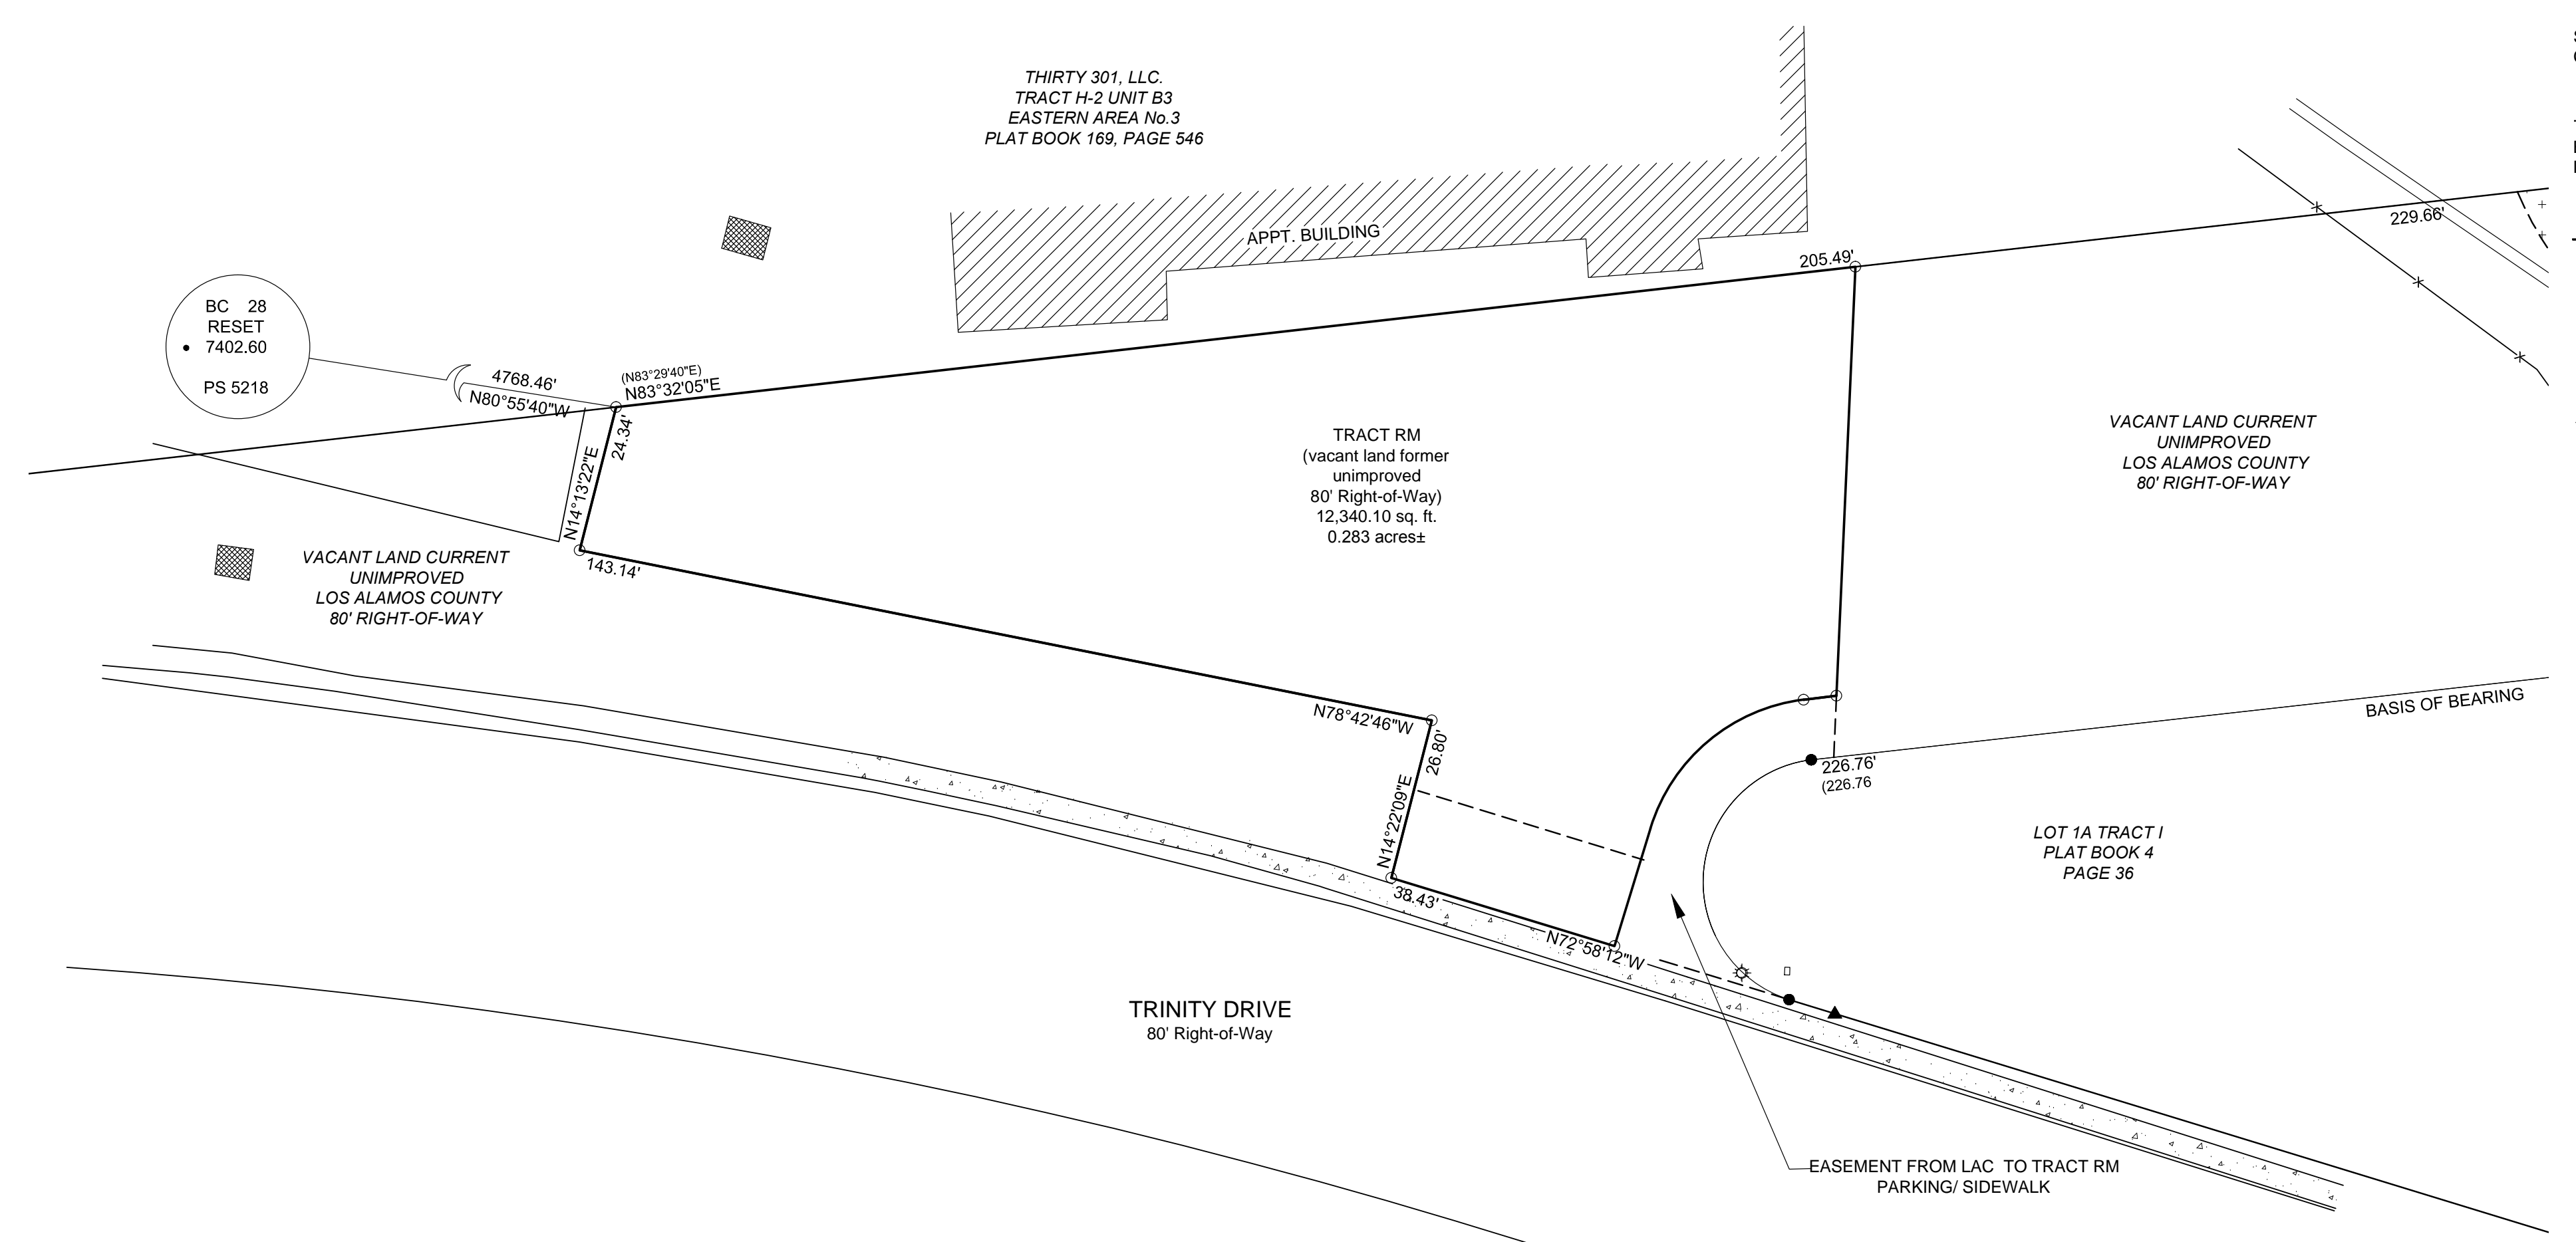 THIRTY 301, LLC.
TRACT H-2 UNIT B3
EASTERN AREA No.3
PLAT BOOK 169, PAGE 546
APPT. BUILDING
205.49'
229.66'
BC 28
RESET
7402.60
PS 5218
4768.46'
N80°55'40"W
(N83°29'40"E)
N83°32'05"E
24.34'
N14°13'22"E
143.14'
TRACT RM
(vacant land former
unimproved
80' Right-of-Way)
12,340.10 sq. ft.
0.283 acres±
VACANT LAND CURRENT
UNIMPROVED
LOS ALAMOS COUNTY
80' RIGHT-OF-WAY
VACANT LAND CURRENT
UNIMPROVED
LOS ALAMOS COUNTY
80' RIGHT-OF-WAY
N78°42'46"W
26.80'
N14°22'09"E
38.43'
N72°58'12"W
BASIS OF BEARING
226.76'
(226.76
LOT 1A TRACT I
PLAT BOOK 4
PAGE 36
TRINITY DRIVE
80' Right-of-Way
EASEMENT FROM LAC TO TRACT RM
PARKING/ SIDEWALK